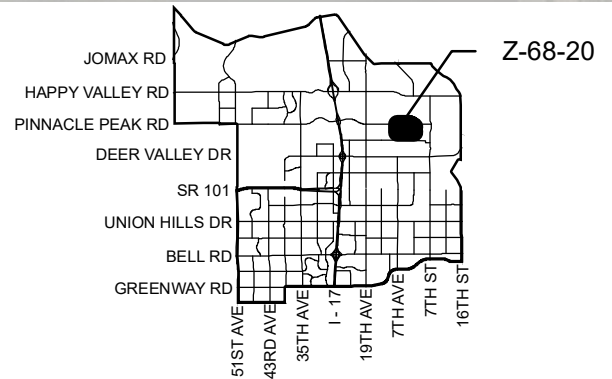 Z-68-20
JOMAX RD
HAPPY VALLEY RD
PINNACLE PEAK RD
DEER VALLEY DR
SR 101
UNION HILLS DR
BELL RD
GREENWAY RD
51ST AVE
43RD AVE
35TH AVE
I - 17
19TH AVE
7TH AVE
7TH ST
16TH ST